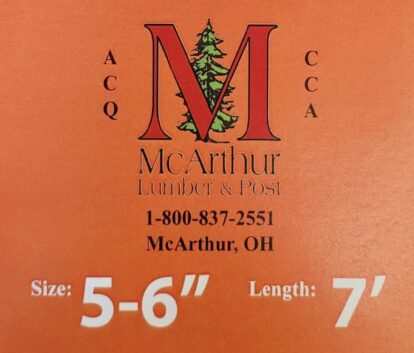 ACQ
CCA
M
McArthur
Lumber & Post
1-800-837-2551
McArthur, OH
Size: 5-6”
Length: 7’